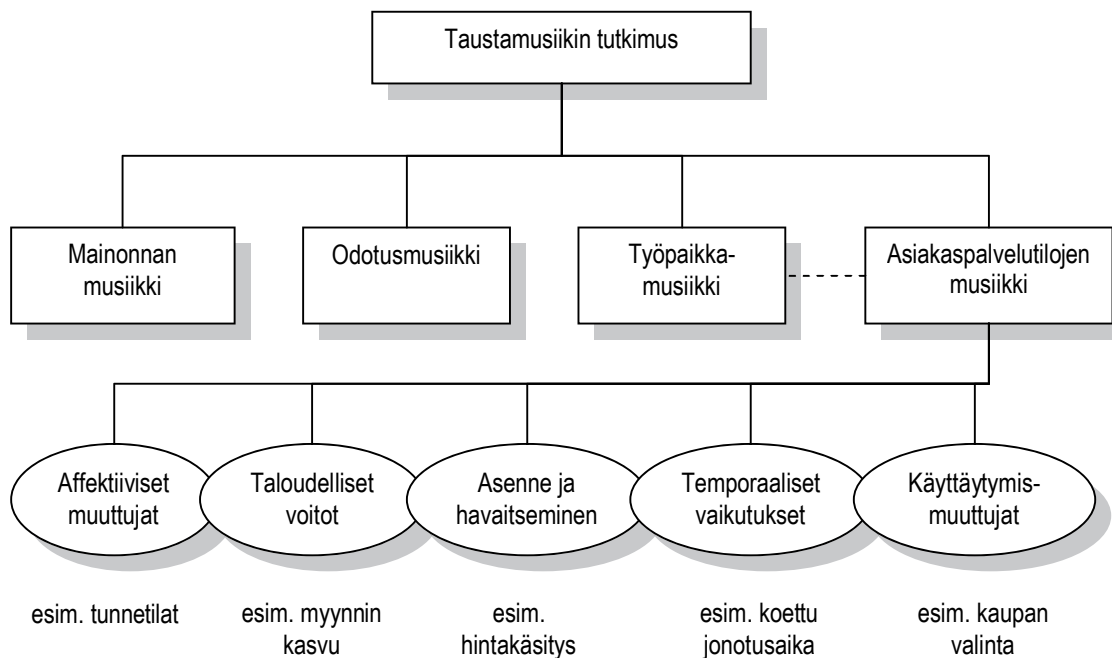 Taustamusiikin tutkimus
Mainonnan
musiikki
Odotusmusiikki
Työpaikka-
musiikki
Asiakaspalvelutilojen
musiikki
Affektiiviset
muuttujat
Taloudelliset
voitot
Asenne ja
havaitseminen
Temporaaliset
vaikutukset
Käyttäytymis-
muuttujat
esim. tunnetilat
esim. myynnin
kasvu
esim.
hintakäsitys
esim. koettu
jonotusaika
esim. kaupan
valinta